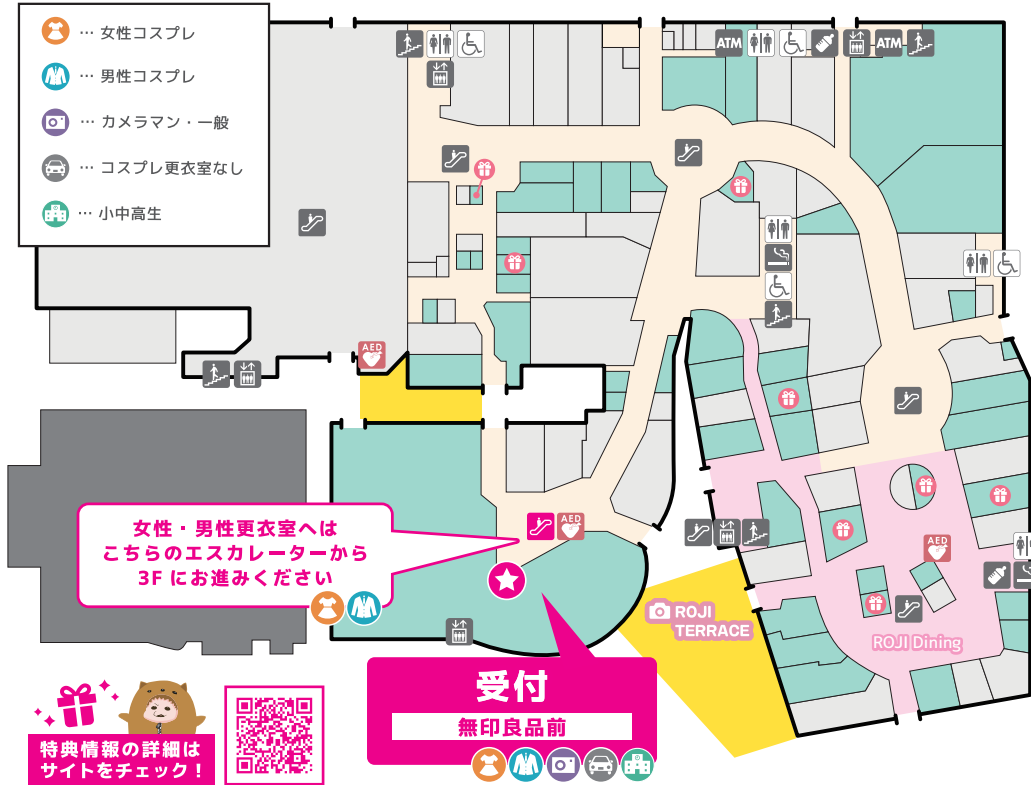 … 女性コスプレ
… 男性コスプレ
… カメラマン・一般
… コスプレ更衣室なし
… 小中高生
ATM
ATM
AED
女性・男性更衣室へは
こちらのエスカレーターから
3Fにお進みください
AED
AED
ROJI
TERRACE
ROJI Dining
受付
無印良品前
特典情報の詳細は
サイトをチェック！